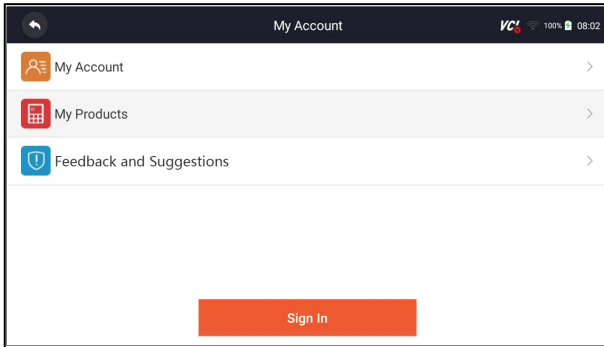 My Account
VCI 100% 08:02
My Account
My Products
Feedback and Suggestions
Sign In